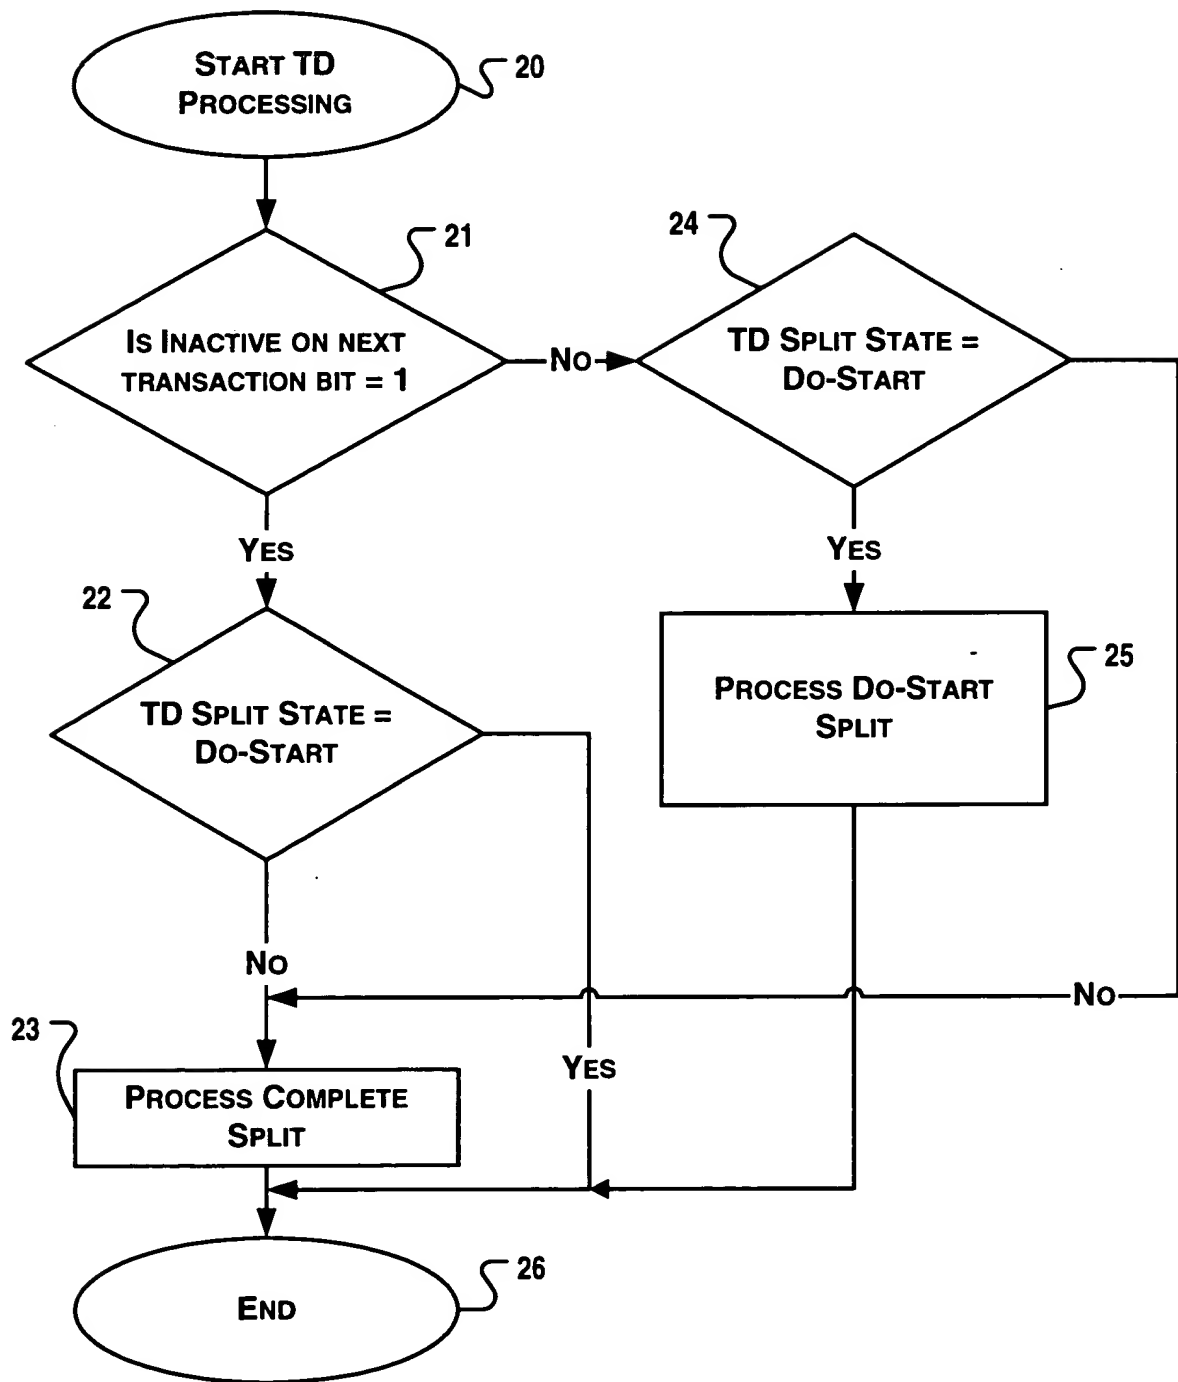 START TD
PROCESSING
20
21
IS INACTIVE ON NEXT
TRANSACTION BIT = 1
NO
24
TD SPLIT STATE =
DO-START
YES
YES
22
TD SPLIT STATE =
DO-START
PROCESS DO-START
SPLIT
25
NO
NO
23
YES
PROCESS COMPLETE
SPLIT
END
26